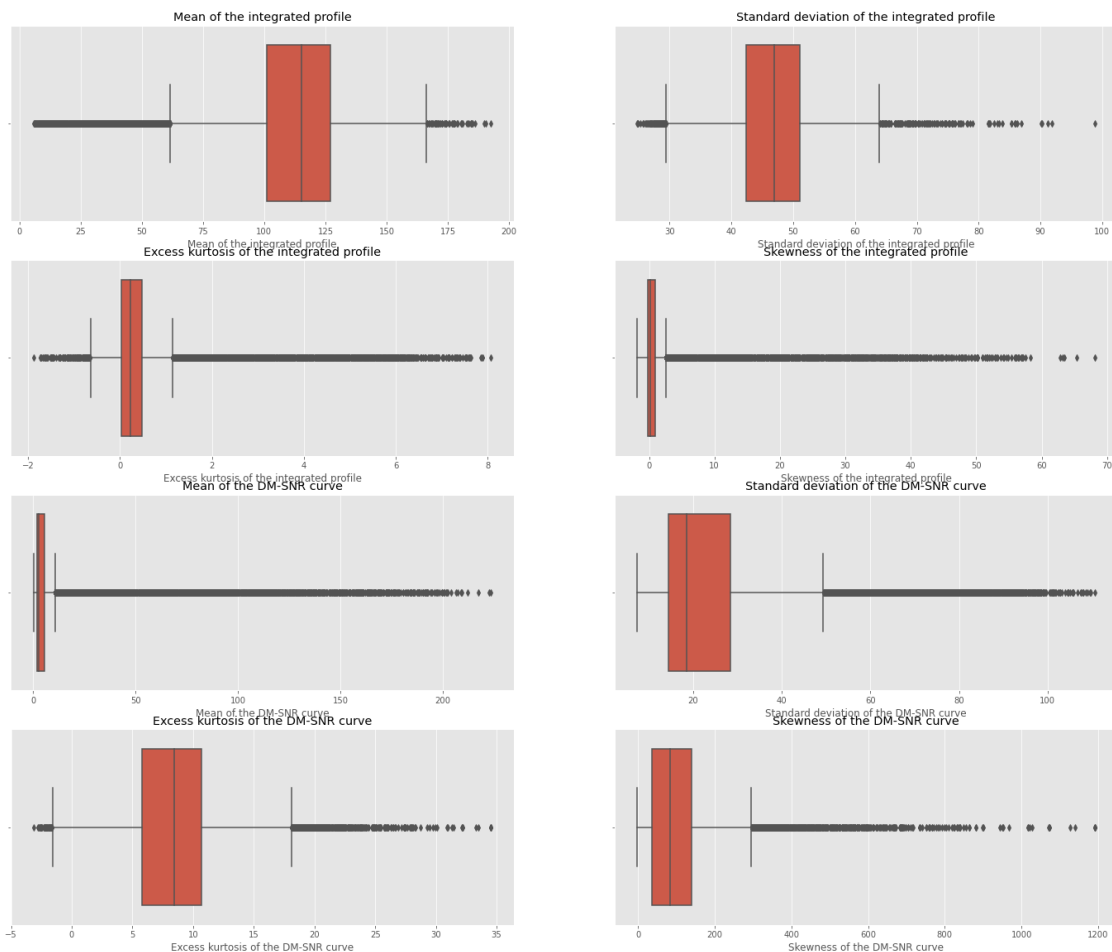 Mean of the integrated profile
Standard deviation of the integrated profile
0 25 50 75 100 125 150 175 200
Mean of the integrated profile
30 40 50 60 70 80 90 100
Standard deviation of the integrated profile
Excess kurtosis of the integrated profile
Skewness of the integrated profile
−2 0 2 4 6 8
Excess kurtosis of the integrated profile
0 10 20 30 40 50 60 70
Skewness of the integrated profile
Mean of the DM-SNR curve
Standard deviation of the DM-SNR curve
0 50 100 150 200
Mean of the DM-SNR curve
20 40 60 80 100
Standard deviation of the DM-SNR curve
Excess kurtosis of the DM-SNR curve
Skewness of the DM-SNR curve
−5 0 5 10 15 20 25 30 35
Excess kurtosis of the DM-SNR curve
0 200 400 600 800 1000 1200
Skewness of the DM-SNR curve